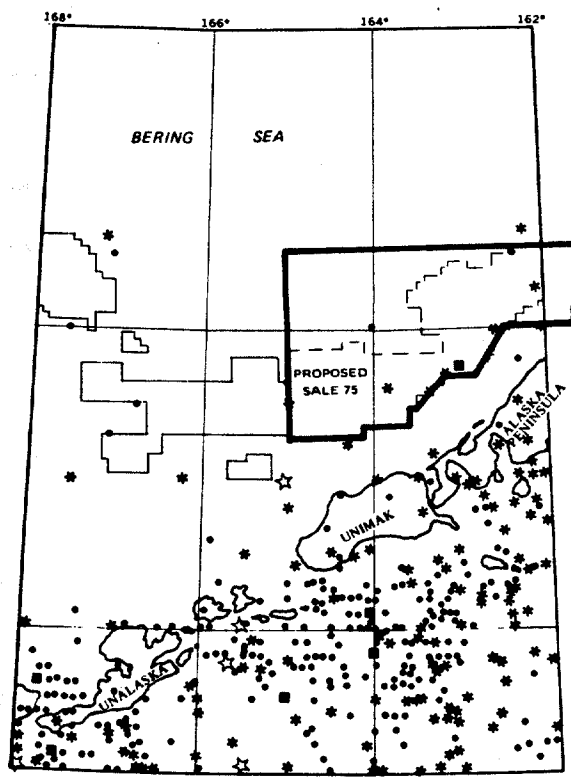 168° 166° 164° 162°
BERING SEA
PROPOSED
SALE 75
ALASKA
PENINSULA
UNIMAK
UNALASKA